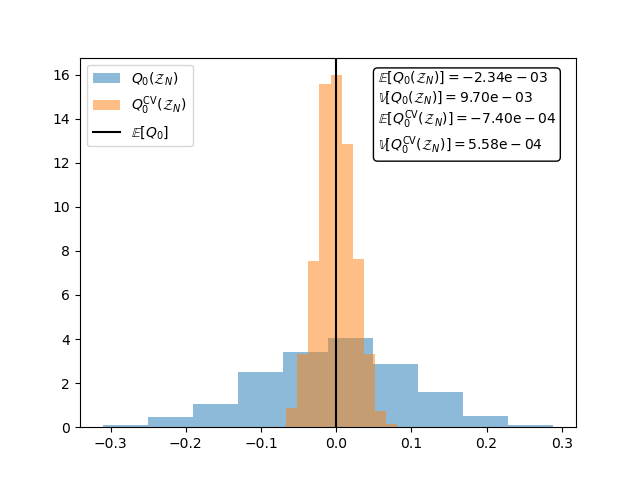 Q₀(𝒵_N)
Q₀^CV(𝒵_N)
𝔼[Q₀]
𝔼[Q₀(𝒵_N)] = −2.34e − 03
𝕍[Q₀(𝒵_N)] = 9.70e − 03
𝔼[Q₀^CV(𝒵_N)] = −7.40e − 04
𝕍[Q₀^CV(𝒵_N)] = 5.58e − 04
16
14
12
10
8
6
4
2
0
−0.3 −0.2 −0.1 0.0 0.1 0.2 0.3